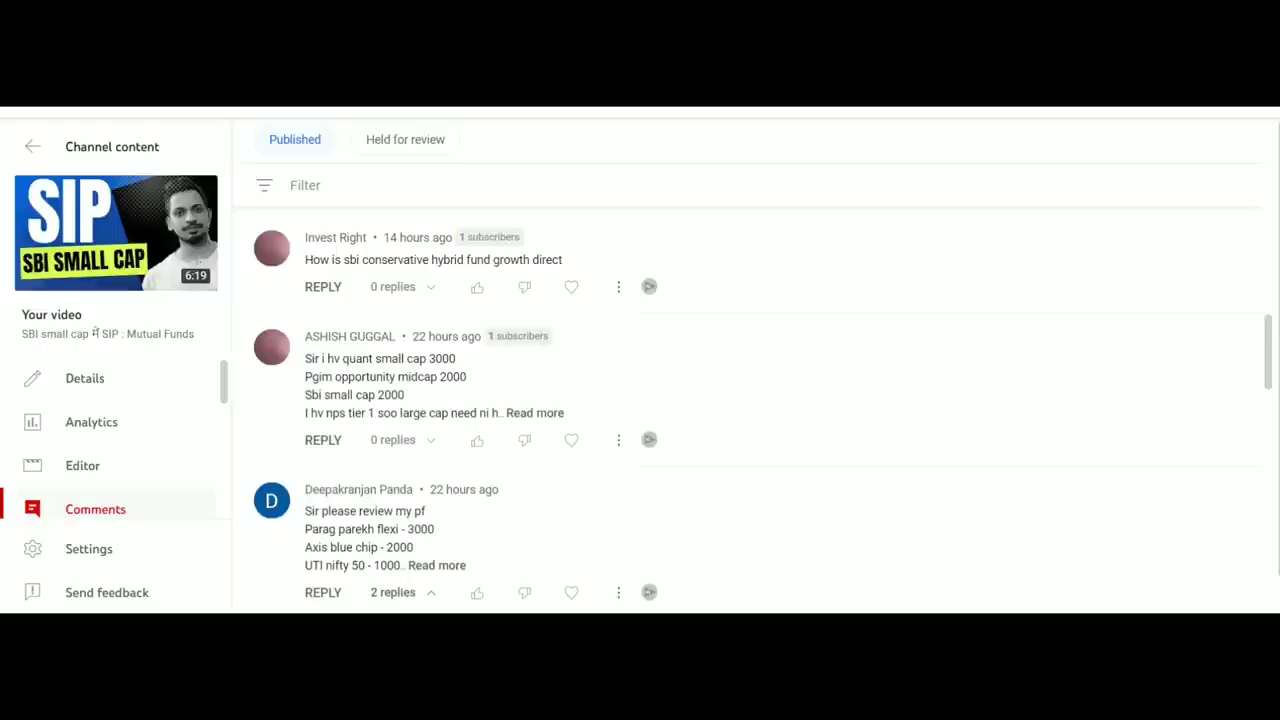 Channel content
SIP
SBI SMALL CAP
6:19
Your video
SBI small cap में SIP : Mutual Funds
Details
Analytics
Editor
Comments
Settings
Send feedback
Published
Held for review
Filter
Invest Right • 14 hours ago 1 subscribers
How is sbi conservative hybrid fund growth direct
REPLY 0 replies
ASHISH GUGGAL • 22 hours ago 1 subscribers
Sir i hv quant small cap 3000
Pgim opportunity midcap 2000
Sbi small cap 2000
I hv nps tier 1 soo large cap need ni h.. Read more
REPLY 0 replies
D
Deepakranjan Panda • 22 hours ago
Sir please review my pf
Parag parekh flexi - 3000
Axis blue chip - 2000
UTI nifty 50 - 1000.. Read more
REPLY 2 replies